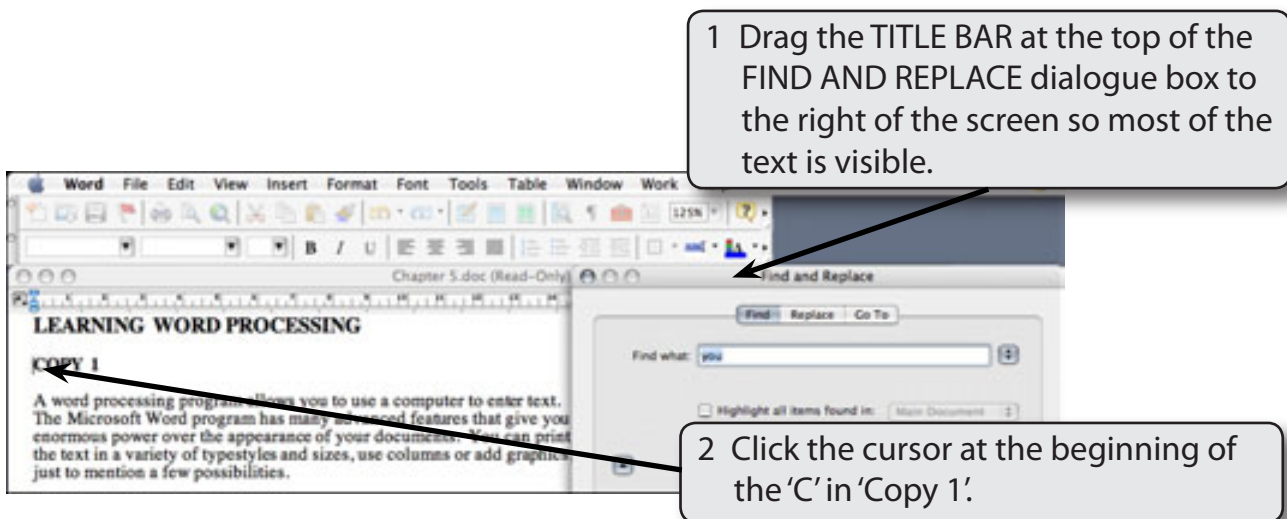 1 Drag the TITLE BAR at the top of the
FIND AND REPLACE dialogue box to
the right of the screen so most of the
text is visible.
Word File Edit View Insert Format Font Tools Table Window Work
125%
B I U
Chapter 5.doc (Read-Only)
Find and Replace
LEARNING WORD PROCESSING
Find Replace Go To
COPY 1
Find what: you
A word processing program allows you to use a computer to enter text.
The Microsoft Word program has many advanced features that give you
Highlight all items found in: Main Document
enormous power over the appearance of your documents. You can print
the text in a variety of typestyles and sizes, use columns or add graphics
just to mention a few possibilities.
2 Click the cursor at the beginning of
the 'C' in 'Copy 1'.